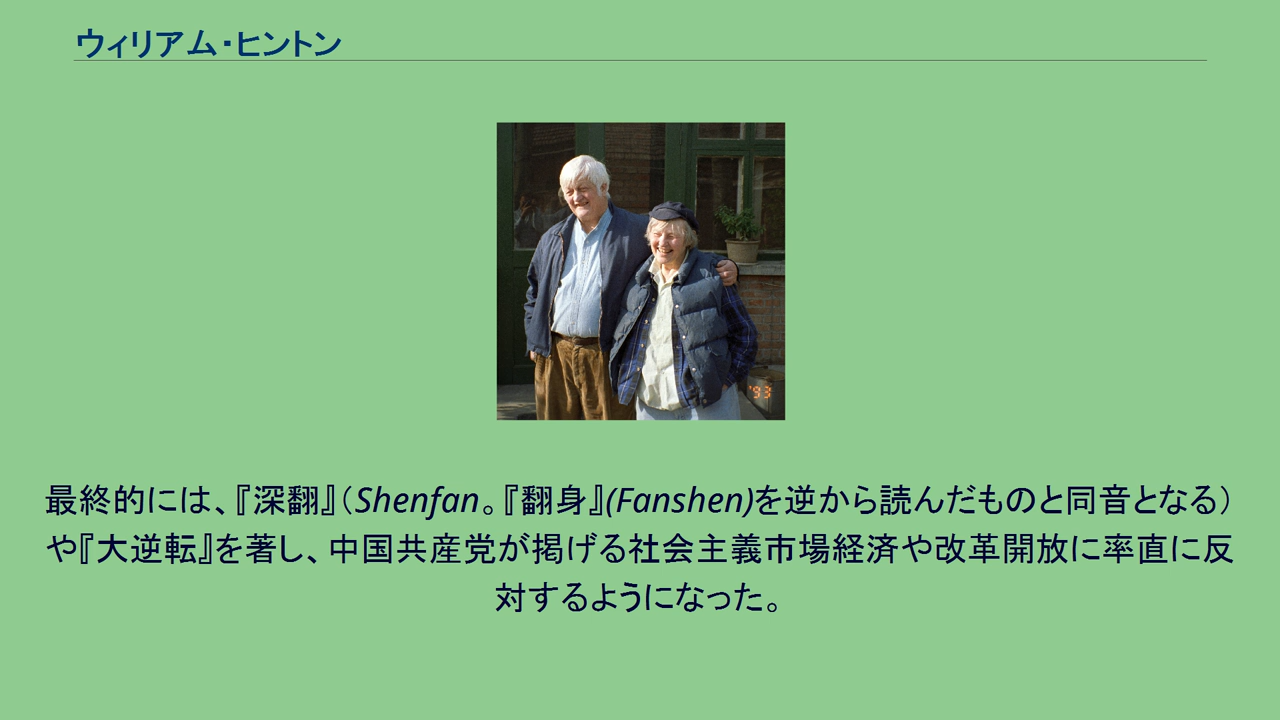 ウィリアム・ヒントン
'93
最終的には、『深翻』（Shenfan。『翻身』(Fanshen)を逆から読んだものと同音となる）
や『大逆転』を著し、中国共産党が掲げる社会主義市場経済や改革開放に率直に反
対するようになった。